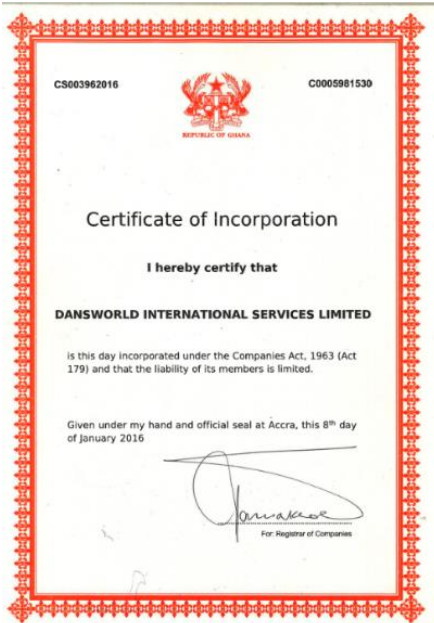 CS003962016
C0005981530
REPUBLIC OF GHANA
Certificate of Incorporation
I hereby certify that
DANSWORLD INTERNATIONAL SERVICES LIMITED
is this day incorporated under the Companies Act, 1963 (Act
179) and that the liability of its members is limited.
Given under my hand and official seal at Accra, this 8th day
of January 2016
For: Registrar of Companies